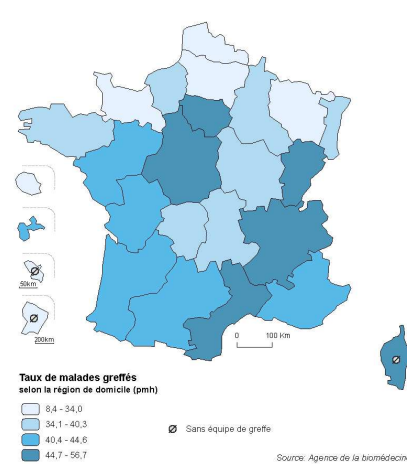 50km
200km
0 100 Km
Taux de malades greffés
selon la région de domicile (pmh)
8,4 - 34,0
34,1 - 40,3
40,4 - 44,6
44,7 - 56,7
Sans équipe de greffe
Source: Agence de la biomédecin